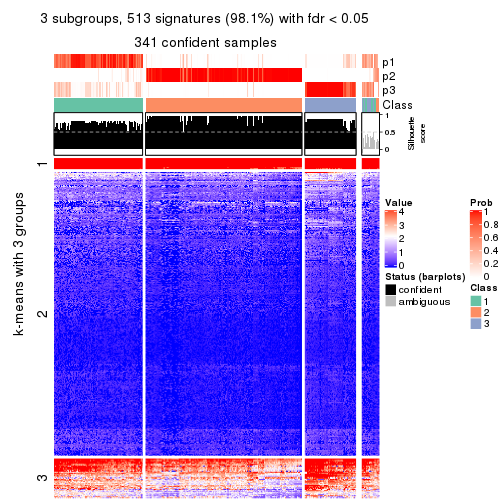 3 subgroups, 513 signatures (98.1%) with fdr < 0.05
341 confident samples
p1
p2
p3
Class
1
0.5
0
Silhouette
score
k-means with 3 groups
1
2
3
Value
4
3
2
1
0
Status (barplots)
confident
ambiguous
Prob
1
0.8
0.6
0.4
0.2
0
Class
1
2
3